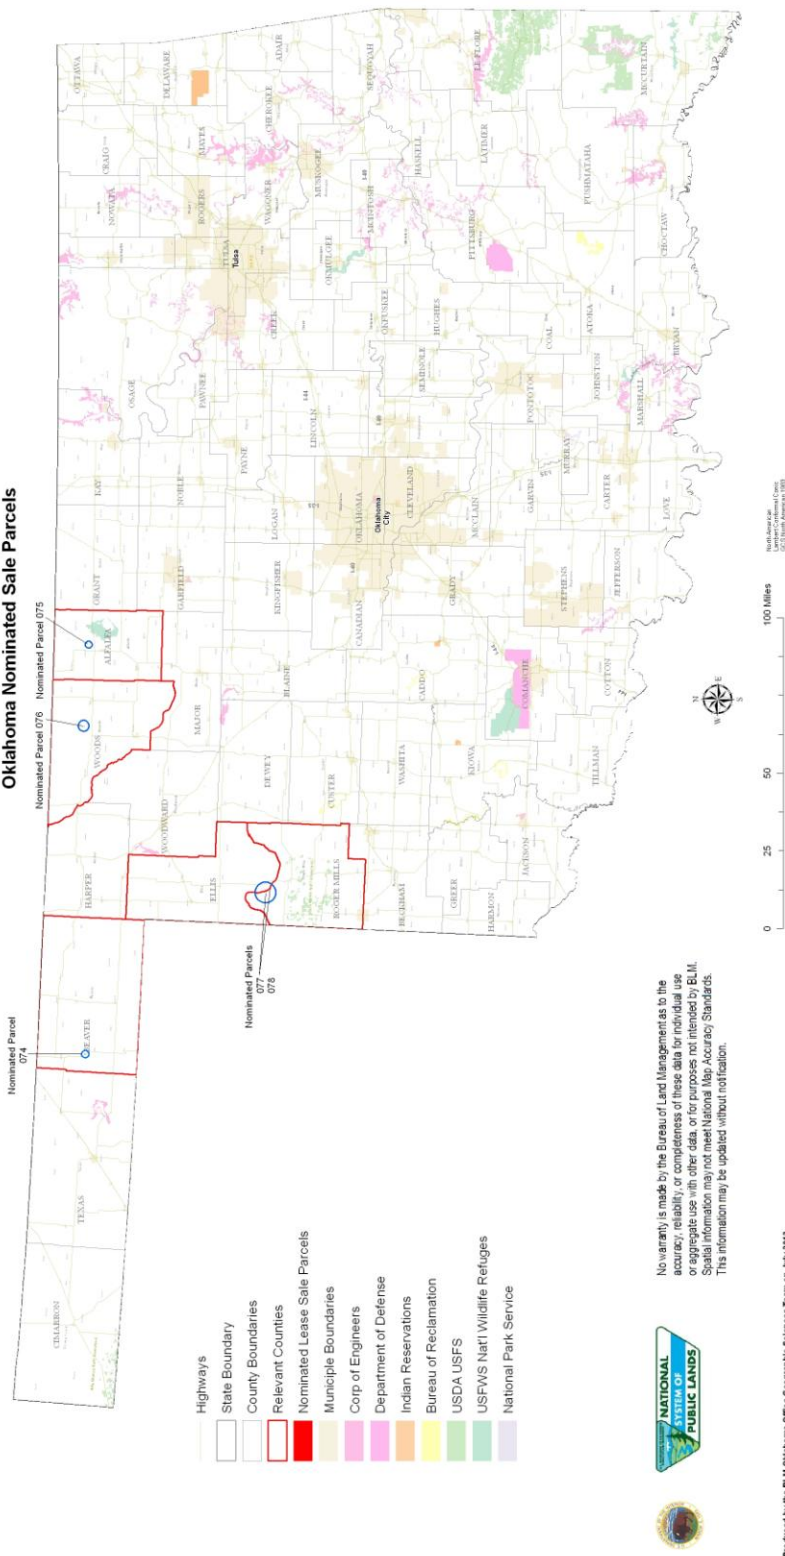 Oklahoma Nominated Sale Parcels
Nominated Parcel
074
Nominated Parcel 076
Nominated Parcel 075
Nominated Parcels
077
078
CIMARRON
TEXAS
BEAVER
HARPER
WOODS
ALFALFA
GRANT
KAY
OSAGE
NOWATA
CRAIG
OTTAWA
ELLIS
WOODWARD
MAJOR
GARFIELD
NOBLE
PAWNEE
ROGERS
MAYES
DELAWARE
ROGER MILLS
DEWEY
BLAINE
KINGFISHER
LOGAN
PAYNE
CREEK
TULSA
Tulsa
WAGONER
CHEROKEE
ADAIR
CUSTER
CANADIAN
OKLAHOMA
Oklahoma
City
LINCOLN
OKFUSKEE
OKMULGEE
MUSKOGEE
MCINTOSH
SEQUOYAH
BECKHAM
WASHITA
CADDO
GRADY
CLEVELAND
MCCLAIN
SEMINOLE
HUGHES
HASKELL
GREER
HARMON
KIOWA
JACKSON
COMANCHE
STEPHENS
GARVIN
PONTOTOC
COAL
PITTSBURG
LATIMER
LE FLORE
TILLMAN
COTTON
JEFFERSON
CARTER
MURRAY
JOHNSTON
ATOKA
PUSHMATAHA
MCCURTAIN
LOVE
MARSHALL
BRYAN
CHOCTAW
I-44
I-40
I-35
Highways
State Boundary
County Boundaries
Relevant Counties
Nominated Lease Sale Parcels
Municiple Boundaries
Corp of Engineers
Department of Defense
Indian Reservations
Bureau of Reclamation
USDA USFS
USFWS Nat'l Wildlife Refuges
National Park Service
NATIONAL
SYSTEM OF
PUBLIC LANDS
No warranty is made by the Bureau of Land Management as to the
accuracy, reliability, or completeness of these data for individual use
or aggregate use with other data, or for purposes not intended by BLM.
Spatial information may not meet National Map Accuracy Standards.
This information may be updated without notification.
N
W E
S
0 25 50 100 Miles
North American
Lambert Conformal Conic